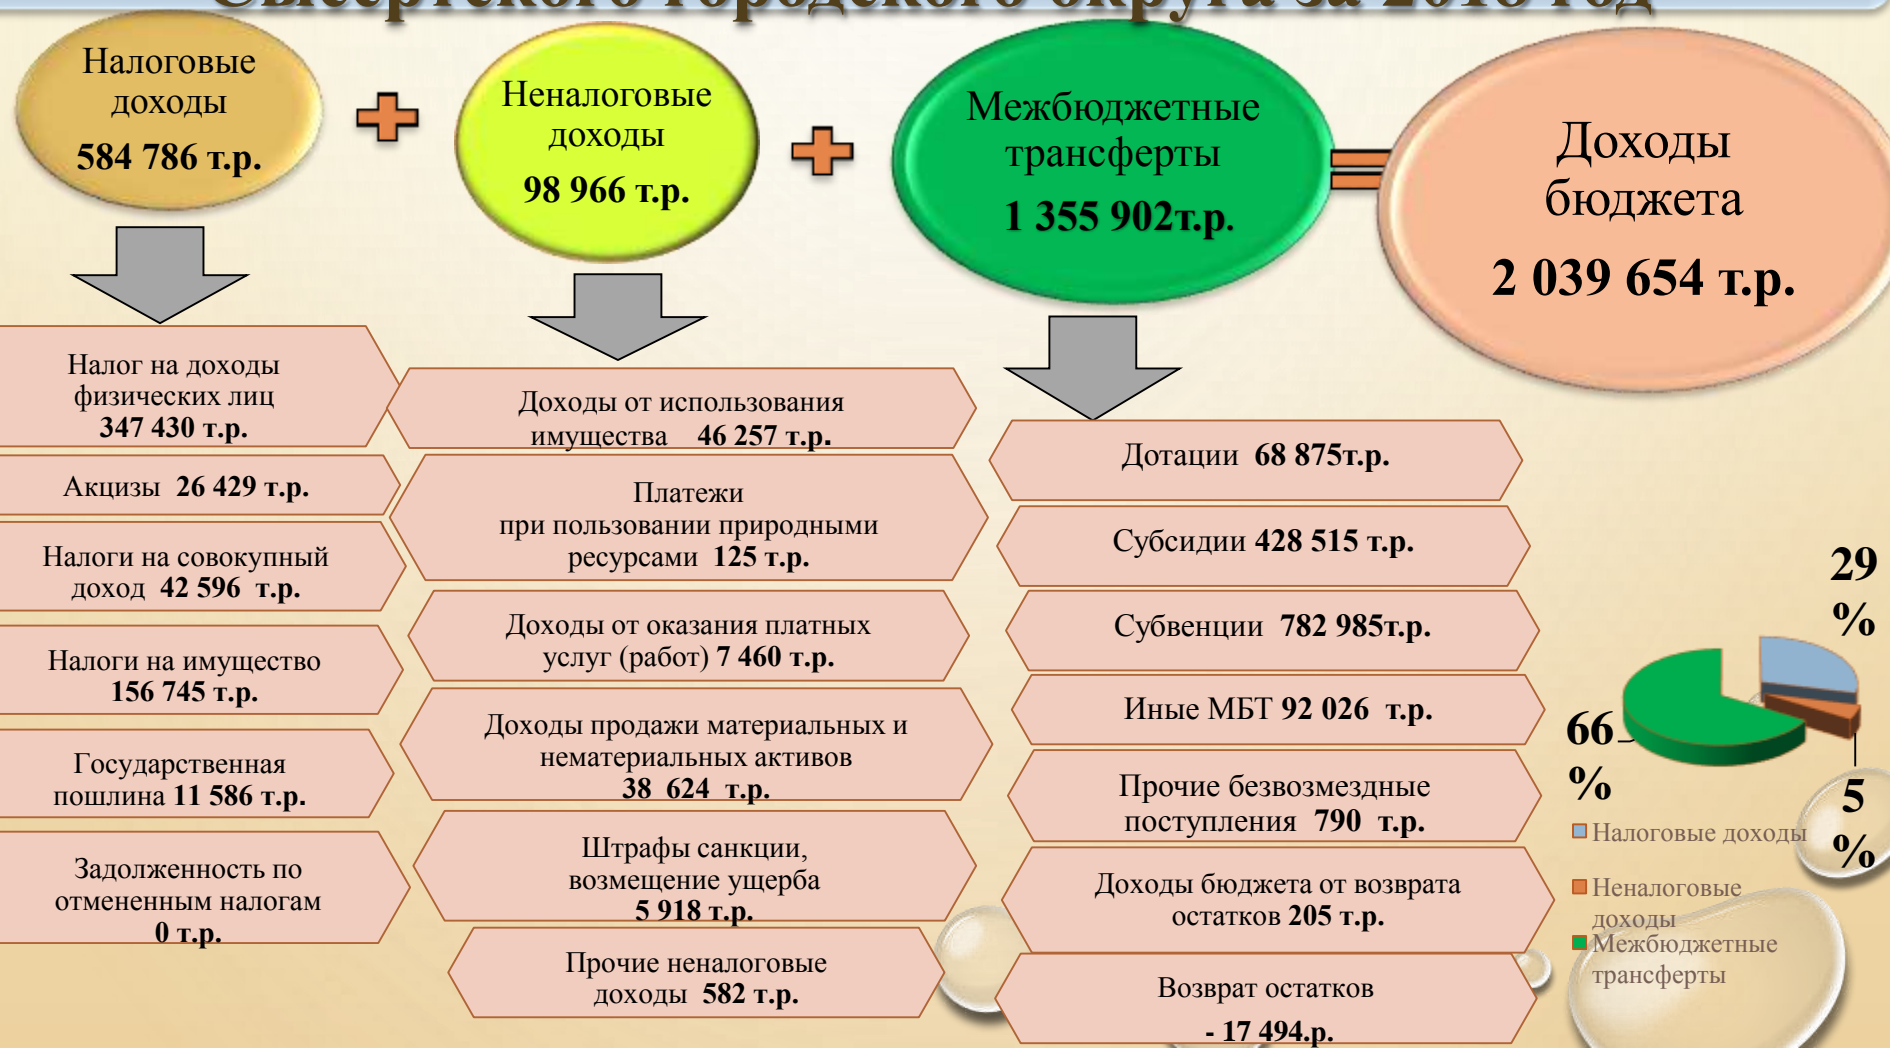 Сысертского городского округа за 2018 год
Налоговые
доходы
584 786 т.р.
Неналоговые
доходы
98 966 т.р.
Межбюджетные
трансферты
1 355 902т.р.
Доходы
бюджета
2 039 654 т.р.
Налог на доходы
физических лиц
347 430 т.р.
Акцизы 26 429 т.р.
Налоги на совокупный
доход 42 596 т.р.
Налоги на имущество
156 745 т.р.
Государственная
пошлина 11 586 т.р.
Задолженность по
отмененным налогам
0 т.р.
Доходы от использования
имущества 46 257 т.р.
Платежи
при пользовании природными
ресурсами 125 т.р.
Доходы от оказания платных
услуг (работ) 7 460 т.р.
Доходы продажи материальных и
нематериальных активов
38 624 т.р.
Штрафы санкции,
возмещение ущерба
5 918 т.р.
Прочие неналоговые
доходы 582 т.р.
Дотации 68 875т.р.
Субсидии 428 515 т.р.
Субвенции 782 985т.р.
Иные МБТ 92 026 т.р.
Прочие безвозмездные
поступления 790 т.р.
Доходы бюджета от возврата
остатков 205 т.р.
Возврат остатков
- 17 494.р.
29
%
66
%
5
%
Налоговые доходы
Неналоговые
доходы
Межбюджетные
трансферты